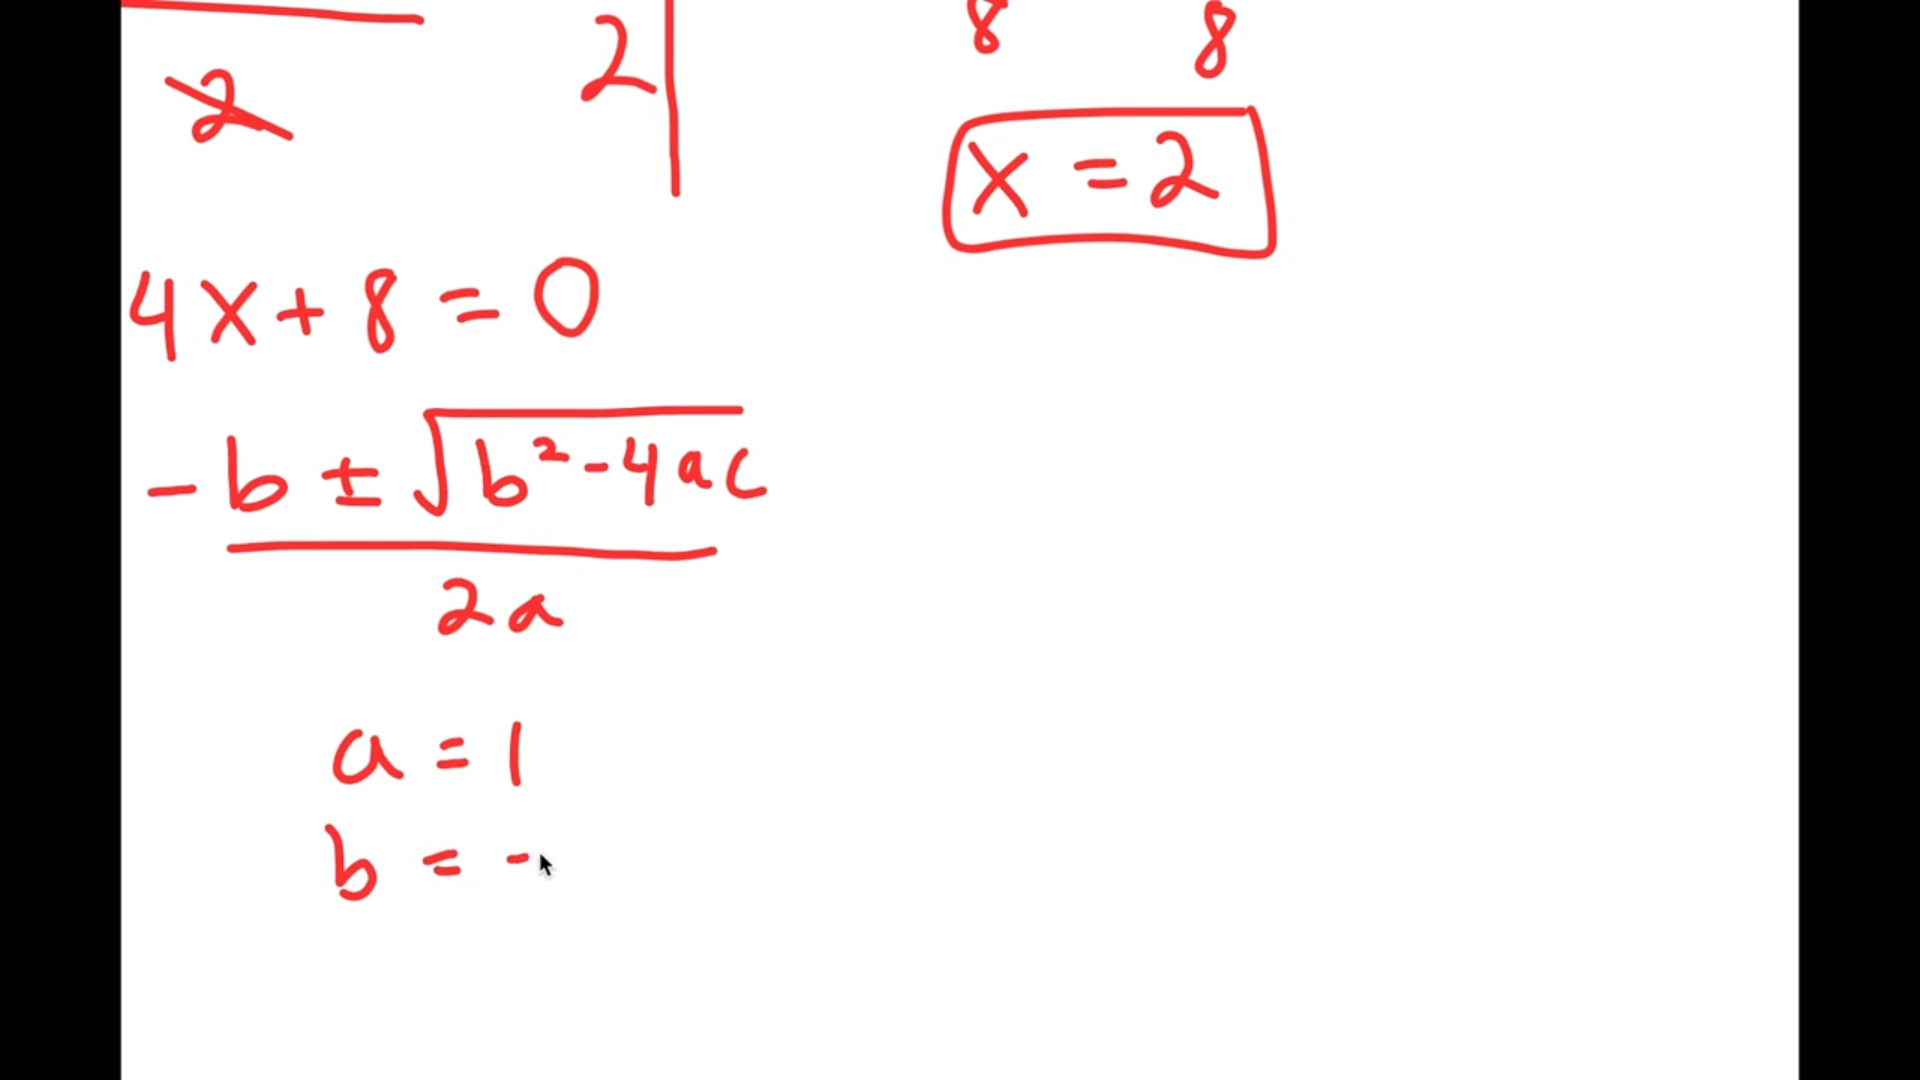 2 2
8 8
x = 2
4x + 8 = 0
-b ± √b² - 4ac
2a
a = 1
b = -